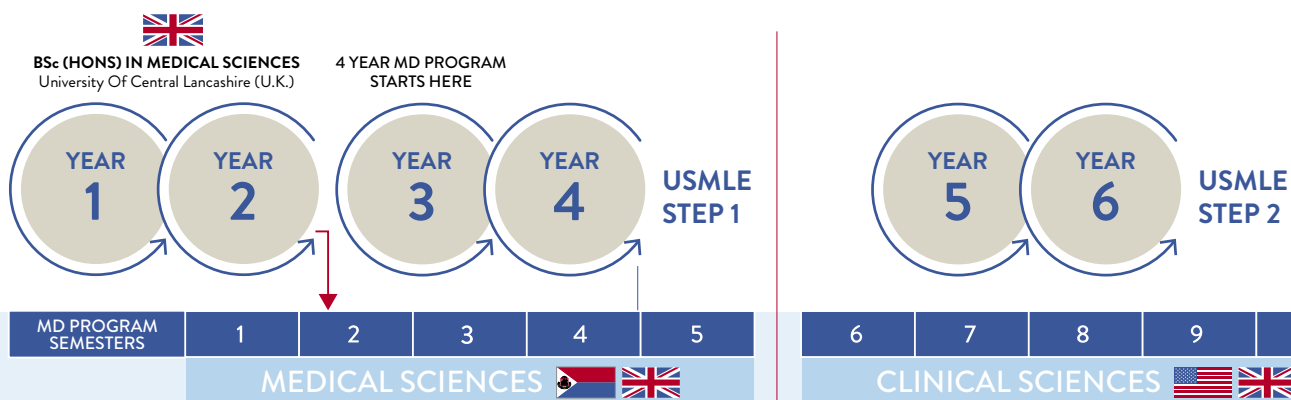 BSc (HONS) IN MEDICAL SCIENCES
University Of Central Lancashire (U.K.)
4 YEAR MD PROGRAM
STARTS HERE
YEAR
1
YEAR
2
YEAR
3
YEAR
4
USMLE
STEP 1
YEAR
5
YEAR
6
USMLE
STEP 2
MD PROGRAM
SEMESTERS
1
2
3
4
5
6
7
8
9
MEDICAL SCIENCES
CLINICAL SCIENCES